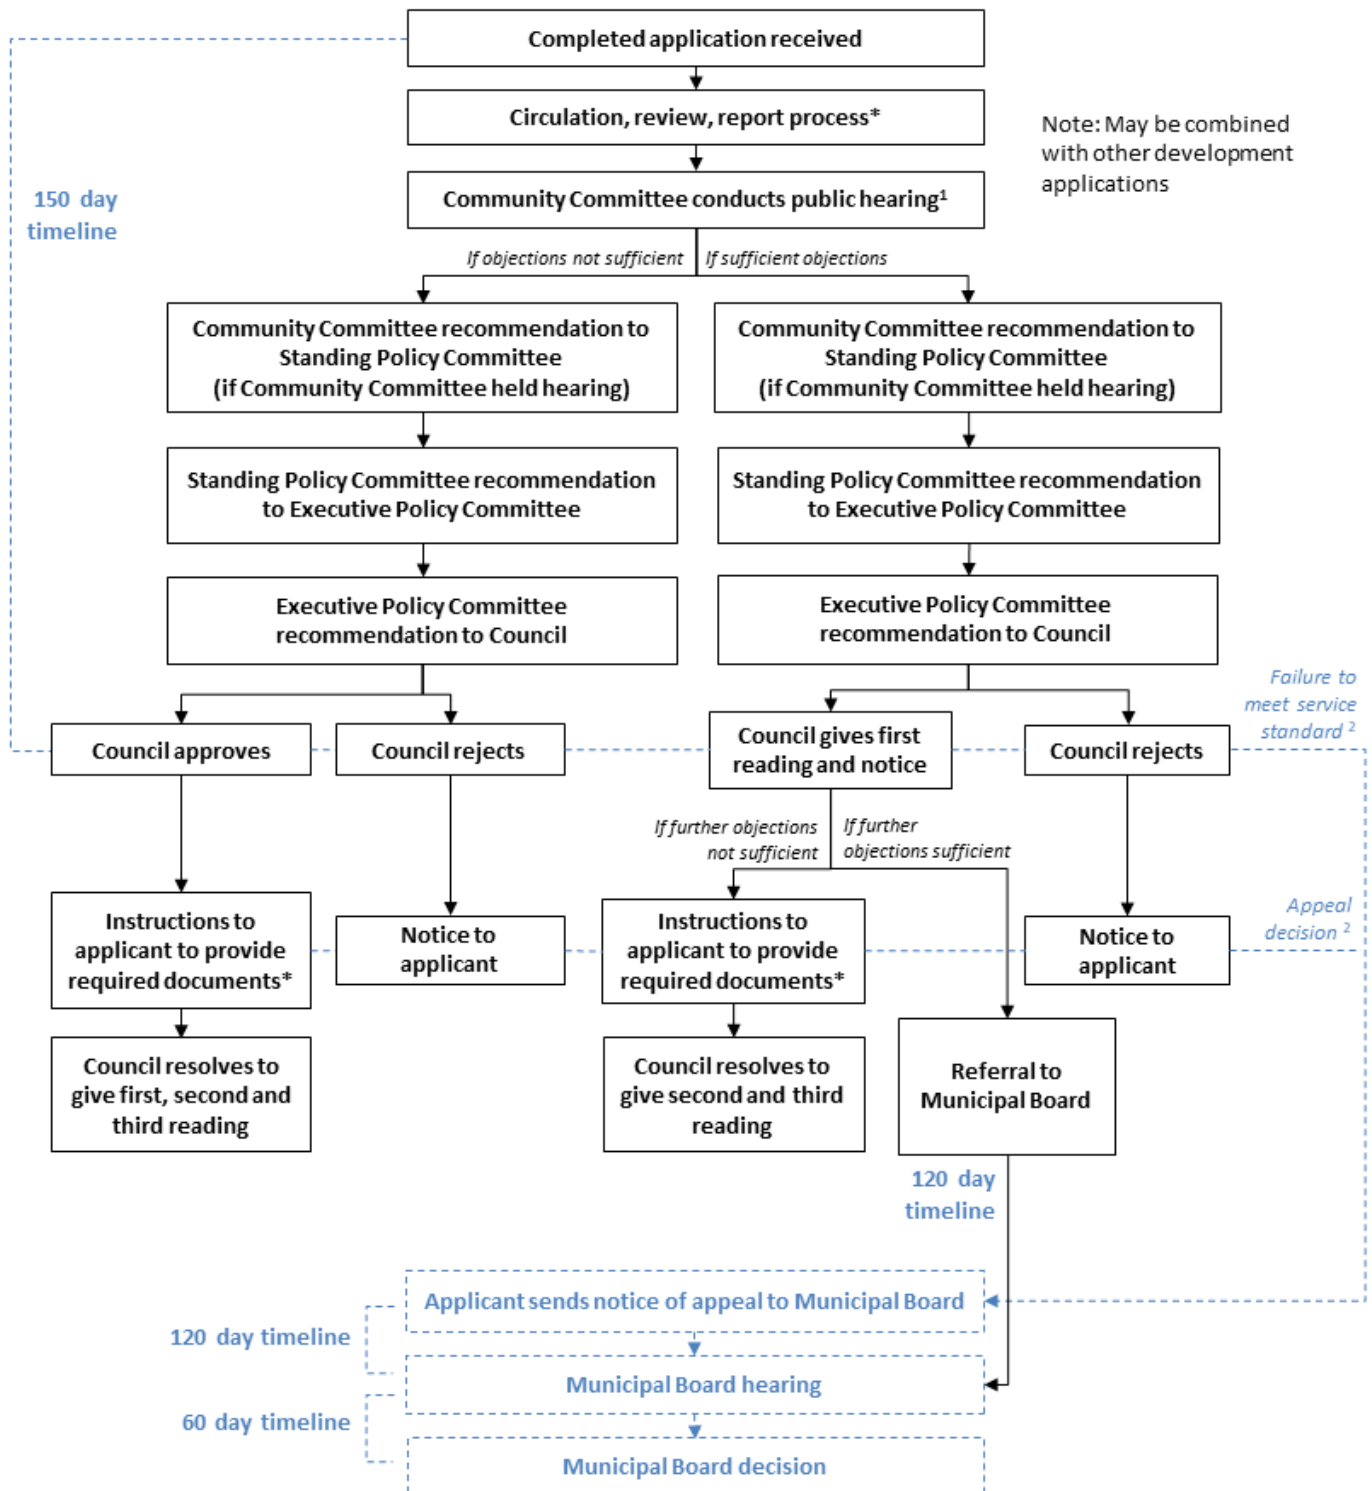 Completed application received
Circulation, review, report process*
Note: May be combined
with other development
applications
150 day
timeline
Community Committee conducts public hearing¹
If objections not sufficient
If sufficient objections
Community Committee recommendation to
Standing Policy Committee
(if Community Committee held hearing)
Community Committee recommendation to
Standing Policy Committee
(if Community Committee held hearing)
Standing Policy Committee recommendation
to Executive Policy Committee
Standing Policy Committee recommendation
to Executive Policy Committee
Executive Policy Committee
recommendation to Council
Executive Policy Committee
recommendation to Council
Failure to
meet service
standard ²
Council approves
Council rejects
Council gives first
reading and notice
Council rejects
If further objections
not sufficient
If further
objections sufficient
Instructions to
applicant to provide
required documents*
Notice to
applicant
Instructions to
applicant to provide
required documents*
Notice to
applicant
Appeal
decision ²
Council resolves to
give first, second and
third reading
Council resolves to
give second and third
reading
Referral to
Municipal Board
120 day
timeline
Applicant sends notice of appeal to Municipal Board
120 day timeline
Municipal Board hearing
60 day timeline
Municipal Board decision